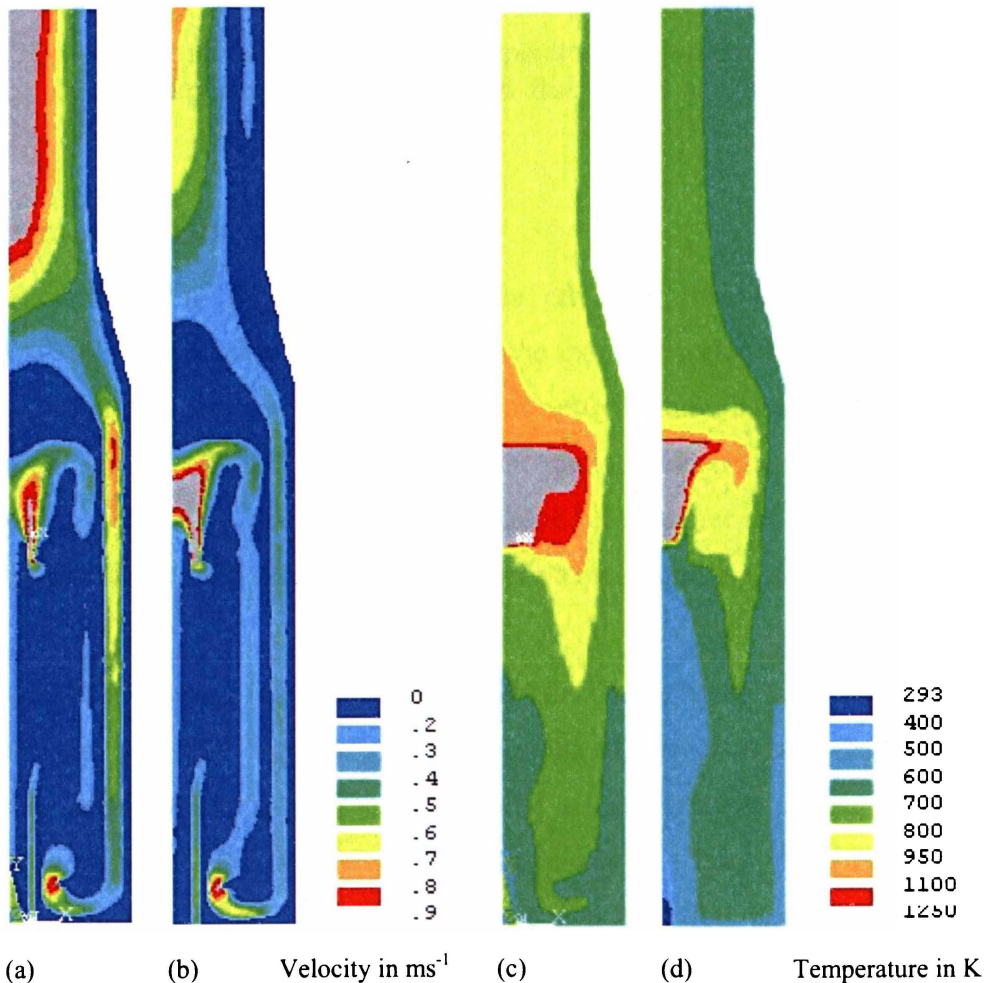 0
.2
.3
.4
.5
.6
.7
.8
.9
293
400
500
600
700
800
950
1100
1250
Y
X
X
(a)
(b)
Velocity in ms⁻¹
(c)
(d)
Temperature in K